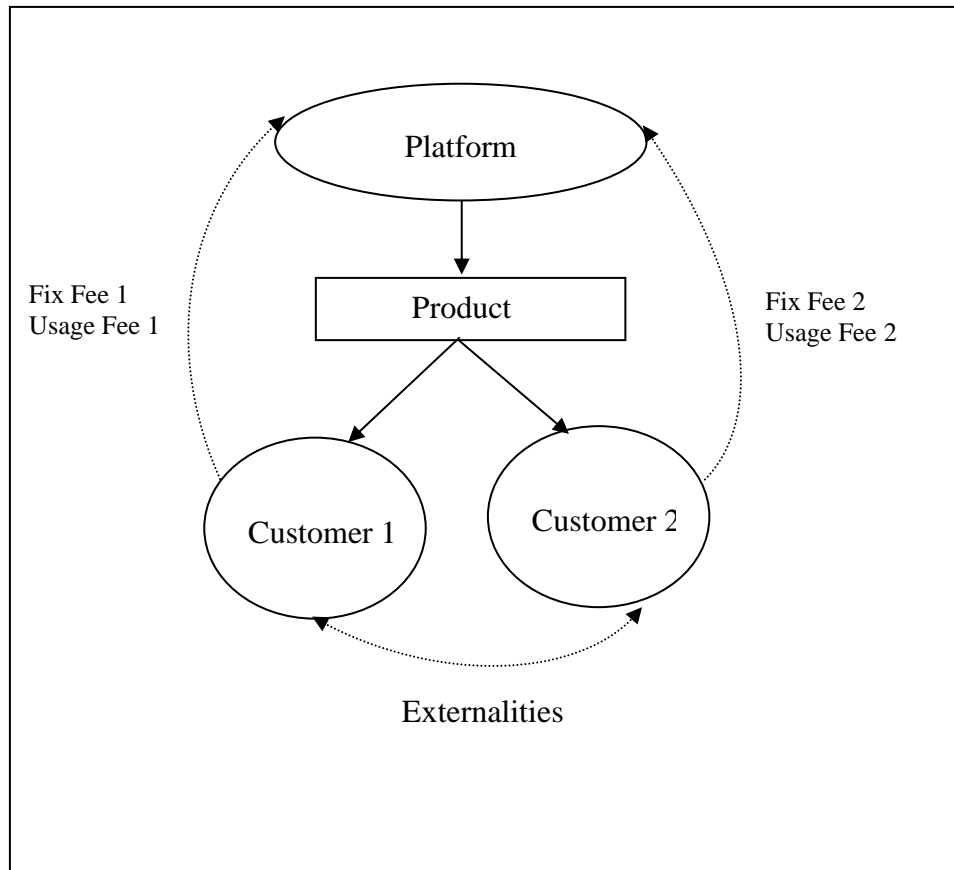 Platform
Fix Fee 1
Usage Fee 1
Product
Fix Fee 2
Usage Fee 2
Customer 1
Customer 2
Externalities